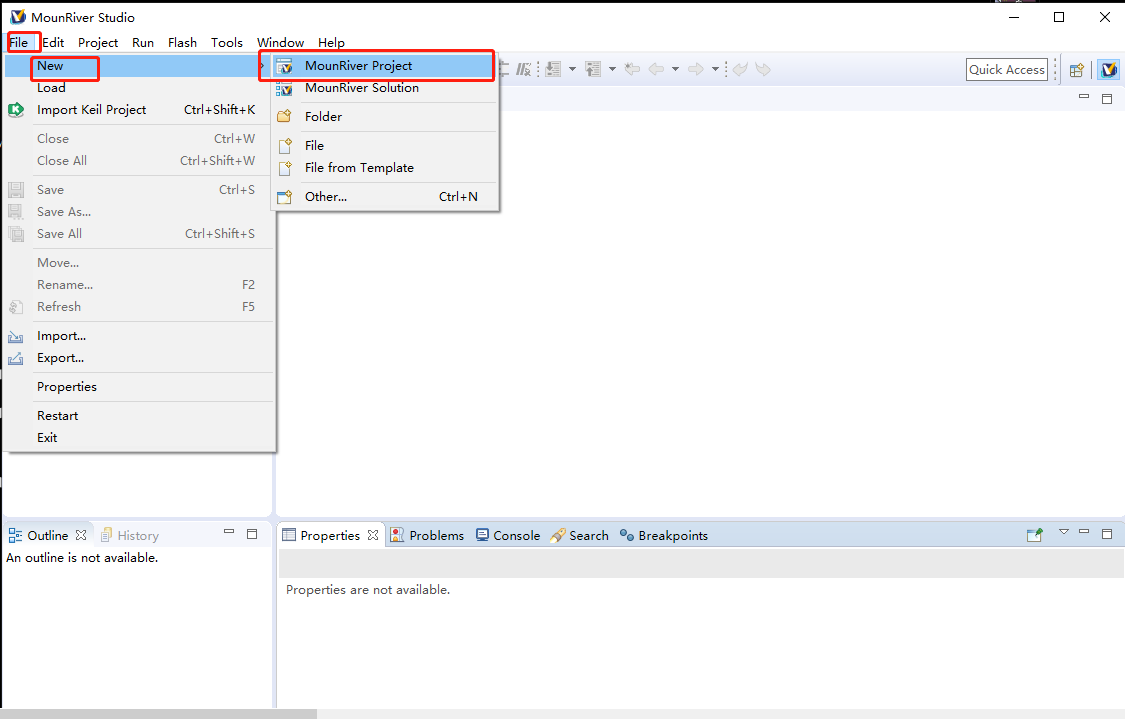 MounRiver Studio
File Edit Project Run Flash Tools Window Help
New
Load
Import Keil Project Ctrl+Shift+K
Close Ctrl+W
Close All Ctrl+Shift+W
Save Ctrl+S
Save As...
Save All Ctrl+Shift+S
Move...
Rename... F2
Refresh F5
Import...
Export...
Properties
Restart
Exit
MounRiver Project
MounRiver Solution
Folder
File
File from Template
Other... Ctrl+N
Quick Access
Outline History
An outline is not available.
Properties Problems Console Search Breakpoints
Properties are not available.